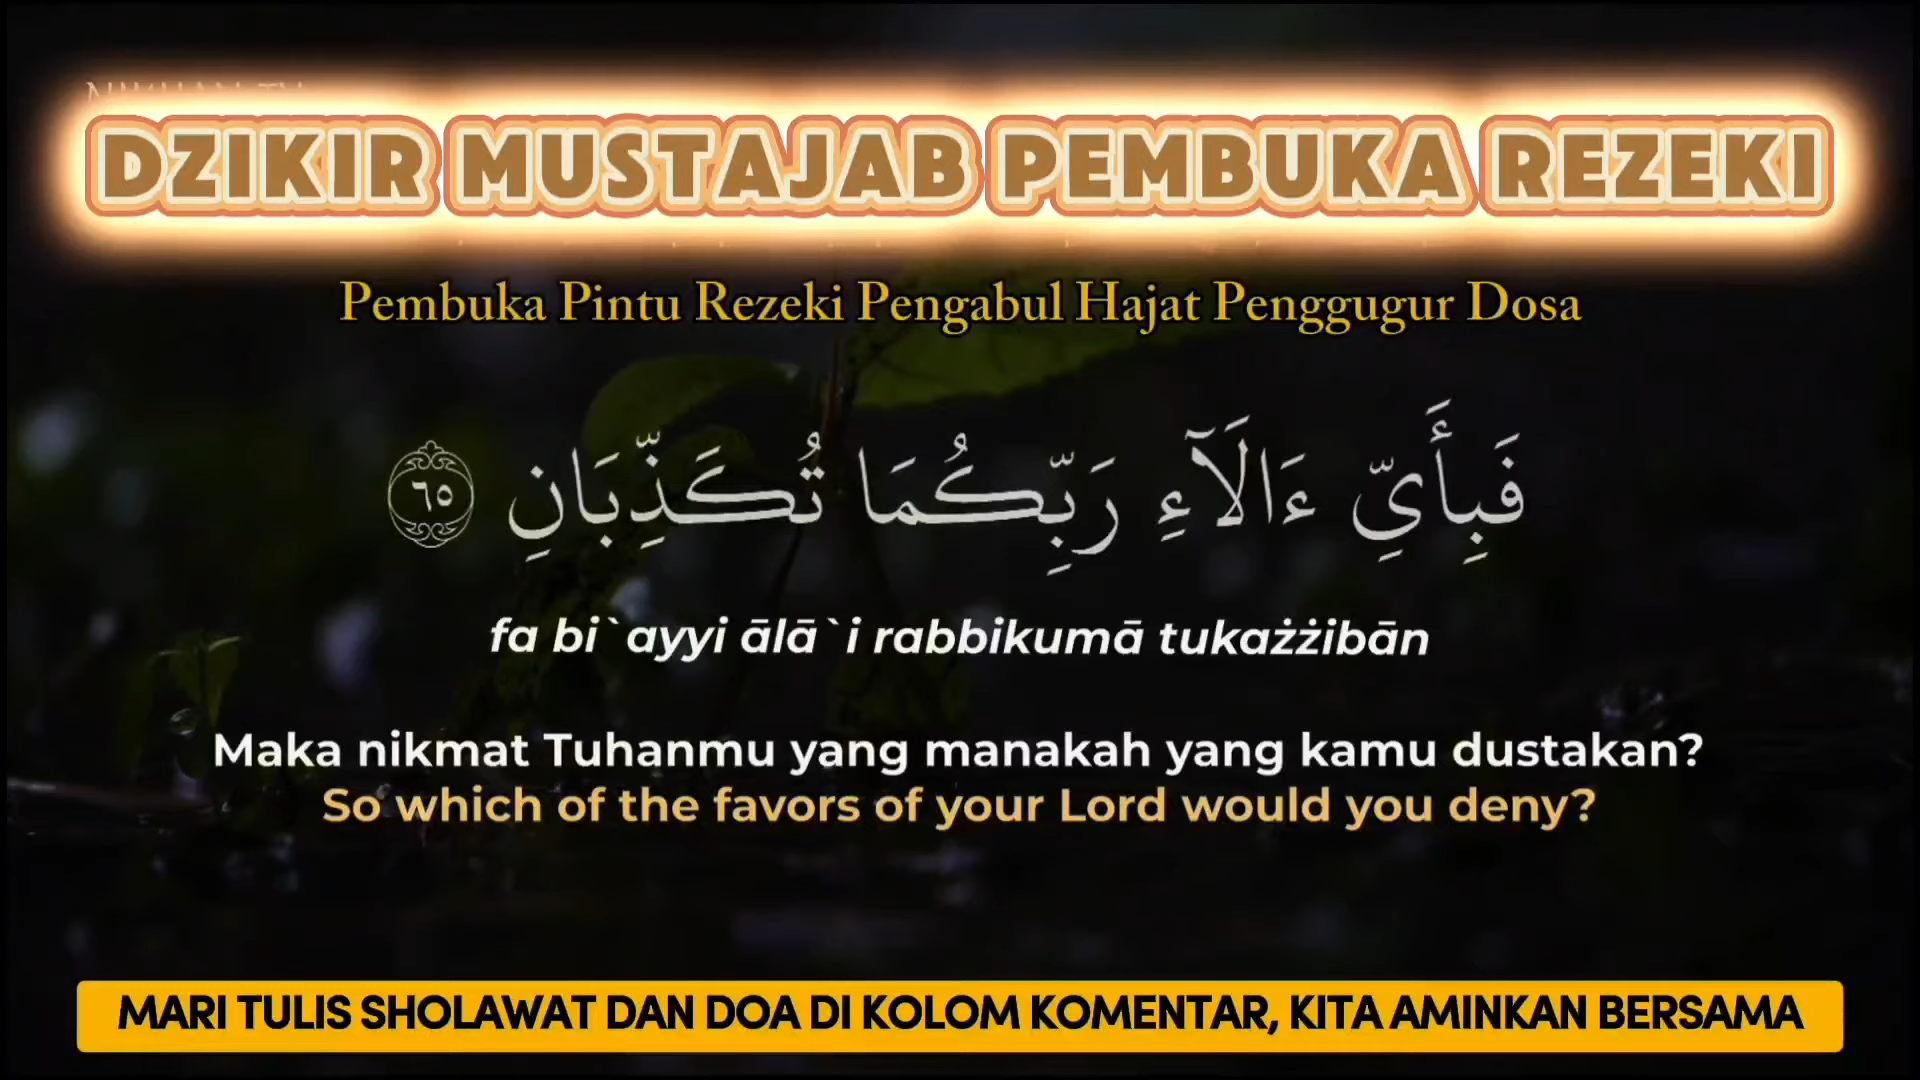 DZIKIR MUSTAJAB PEMBUKA REZEKI
Pembuka Pintu Rezeki Pengabul Hajat Penggugur Dosa
فَبِأَيِّ ءَالَآءِ رَبِّكُمَا تُكَذِّبَانِ ٦٥
fa bi`ayyi ālā`i rabbikumā tukażżibān
Maka nikmat Tuhanmu yang manakah yang kamu dustakan?
So which of the favors of your Lord would you deny?
MARI TULIS SHOLAWAT DAN DOA DI KOLOM KOMENTAR, KITA AMINKAN BERSAMA